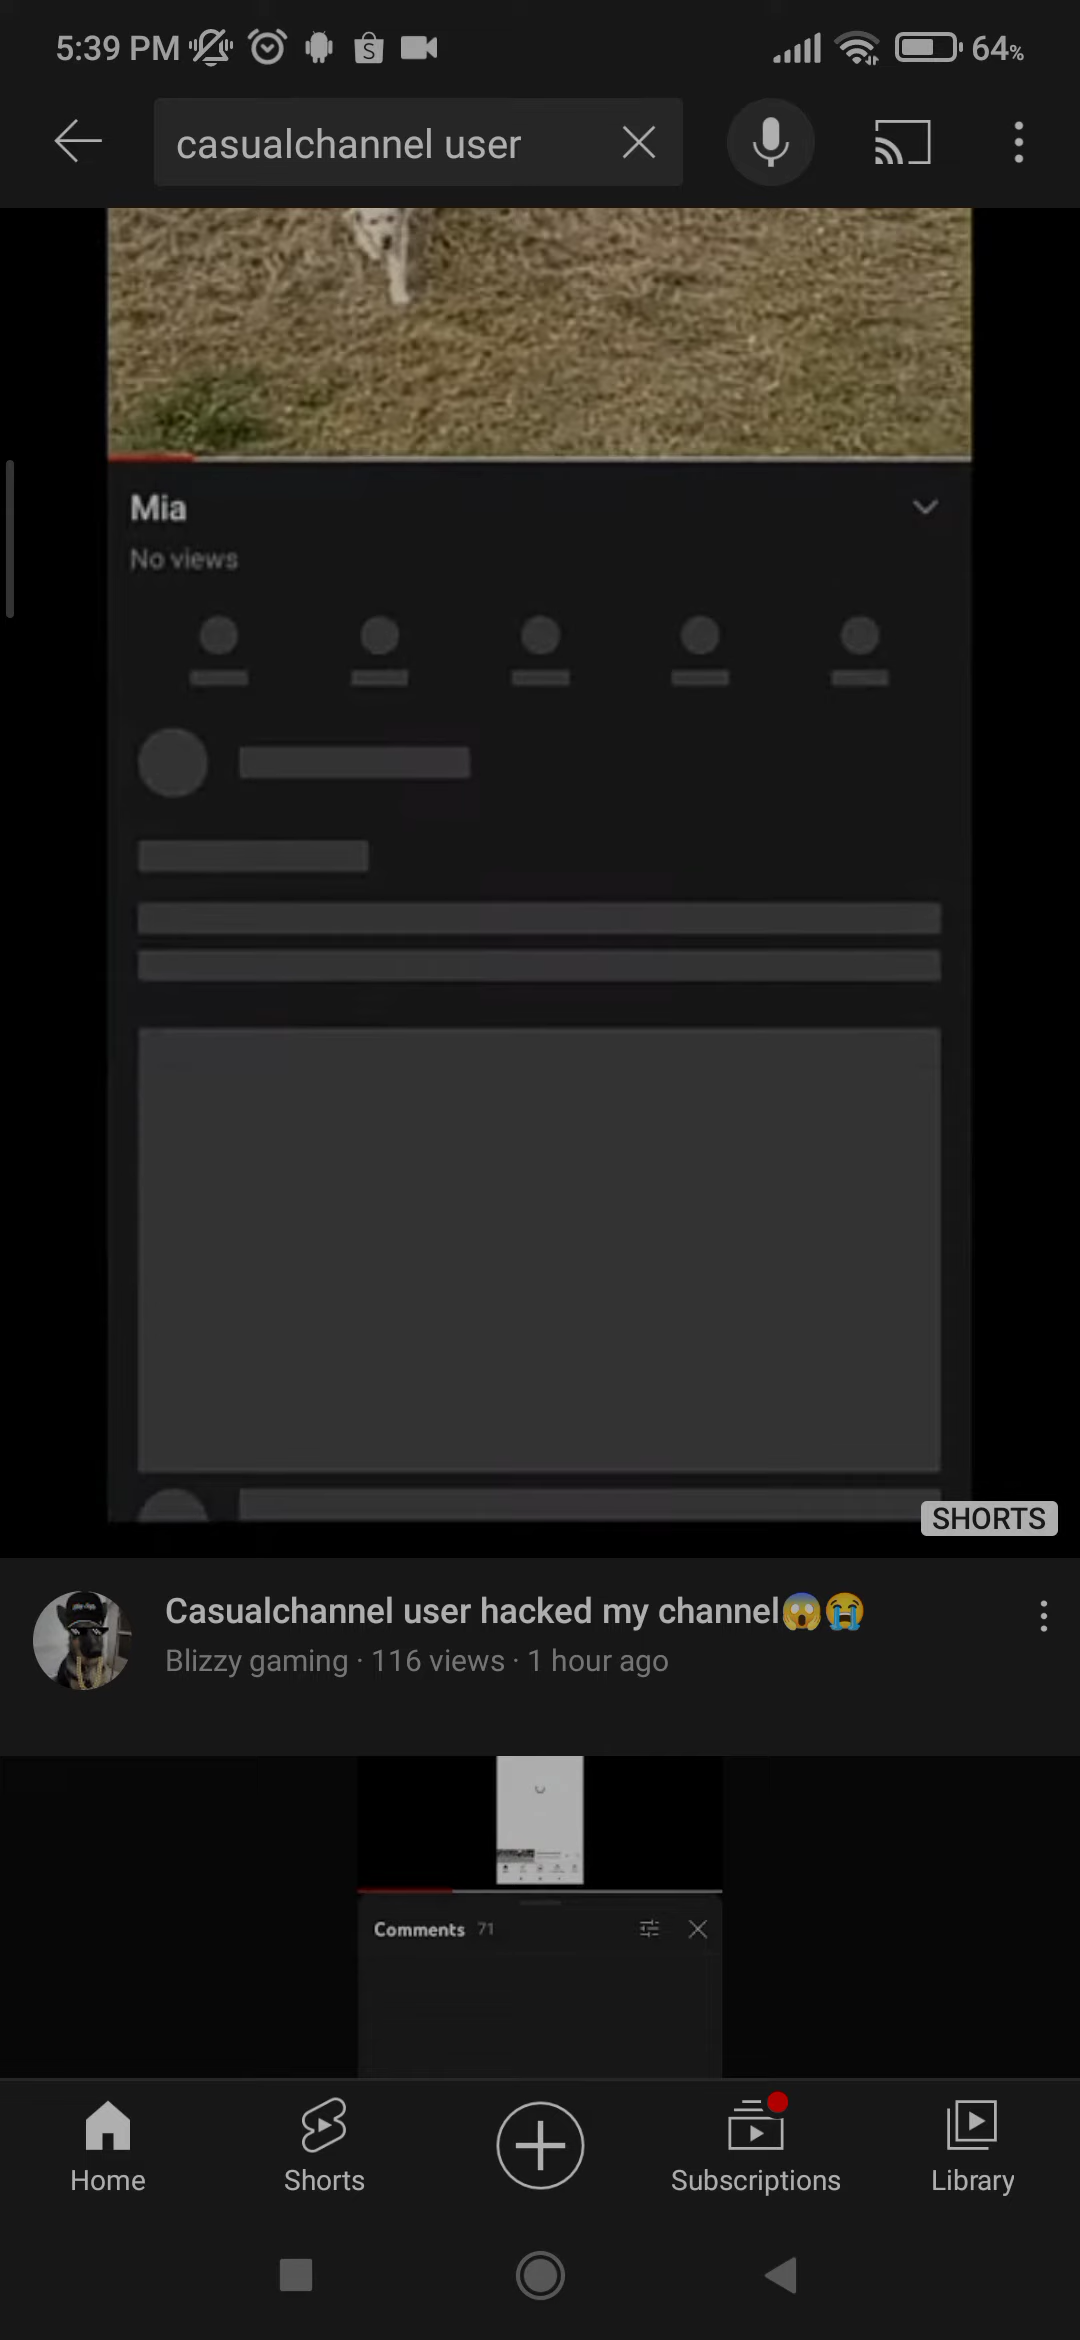 5:39 PM 64%
casualchannel user
Mia
No views
SHORTS
Casualchannel user hacked my channel😱😭
Blizzy gaming · 116 views · 1 hour ago
Comments 71
Home Shorts Subscriptions Library